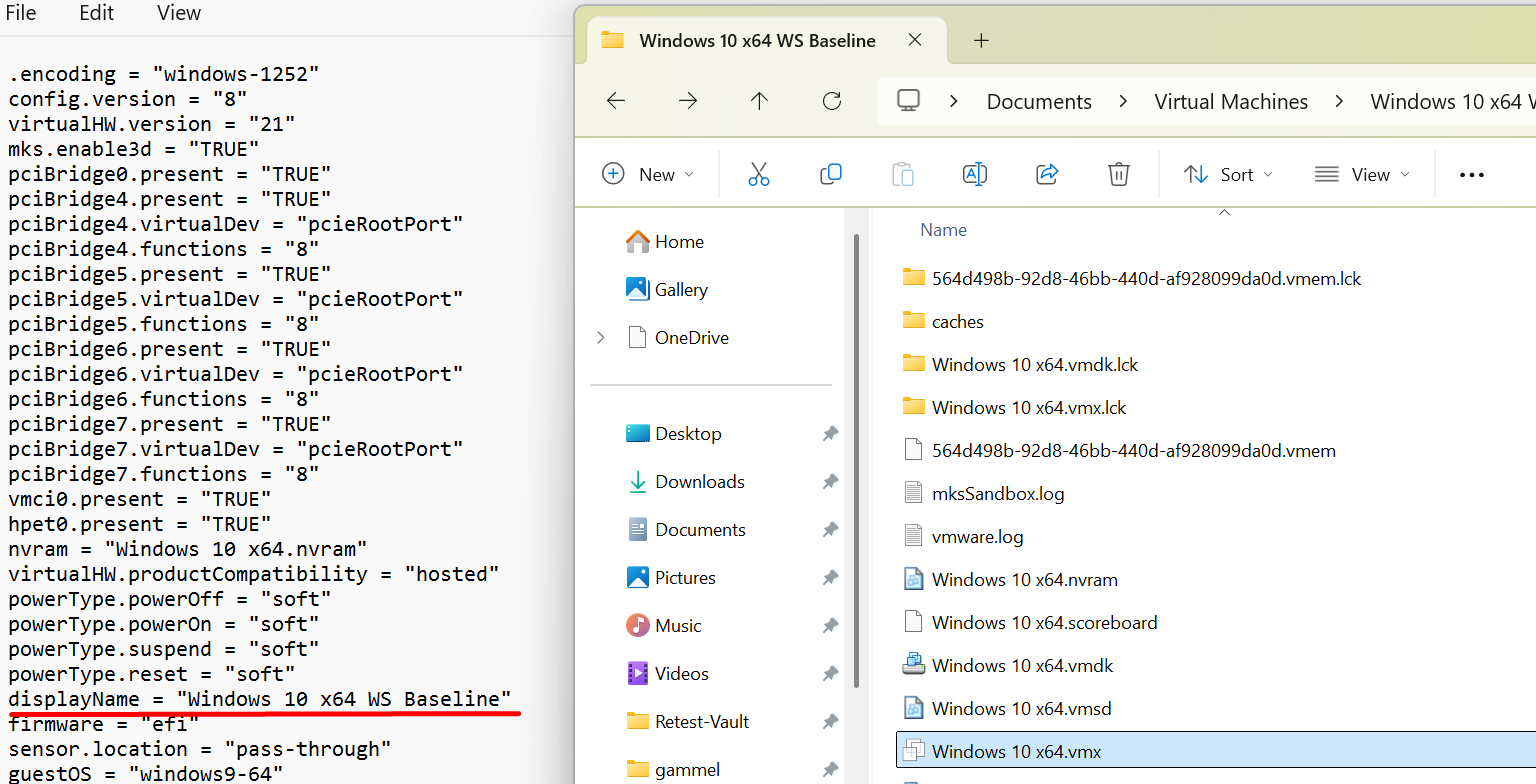 File Edit View
.encoding = "windows-1252"
config.version = "8"
virtualHW.version = "21"
mks.enable3d = "TRUE"
pciBridge0.present = "TRUE"
pciBridge4.present = "TRUE"
pciBridge4.virtualDev = "pcieRootPort"
pciBridge4.functions = "8"
pciBridge5.present = "TRUE"
pciBridge5.virtualDev = "pcieRootPort"
pciBridge5.functions = "8"
pciBridge6.present = "TRUE"
pciBridge6.virtualDev = "pcieRootPort"
pciBridge6.functions = "8"
pciBridge7.present = "TRUE"
pciBridge7.virtualDev = "pcieRootPort"
pciBridge7.functions = "8"
vmci0.present = "TRUE"
hpet0.present = "TRUE"
nvram = "Windows 10 x64.nvram"
virtualHW.productCompatibility = "hosted"
powerType.powerOff = "soft"
powerType.powerOn = "soft"
powerType.suspend = "soft"
powerType.reset = "soft"
displayName = "Windows 10 x64 WS Baseline"
firmware = "efi"
sensor.location = "pass-through"
guestOS = "windows9-64"
Windows 10 x64 WS Baseline
Documents > Virtual Machines > Windows 10 x64 W
New Sort View
Home
Gallery
OneDrive
Desktop
Downloads
Documents
Pictures
Music
Videos
Retest-Vault
gammel
Name
564d498b-92d8-46bb-440d-af928099da0d.vmem.lck
caches
Windows 10 x64.vmdk.lck
Windows 10 x64.vmx.lck
564d498b-92d8-46bb-440d-af928099da0d.vmem
mksSandbox.log
vmware.log
Windows 10 x64.nvram
Windows 10 x64.scoreboard
Windows 10 x64.vmdk
Windows 10 x64.vmsd
Windows 10 x64.vmx